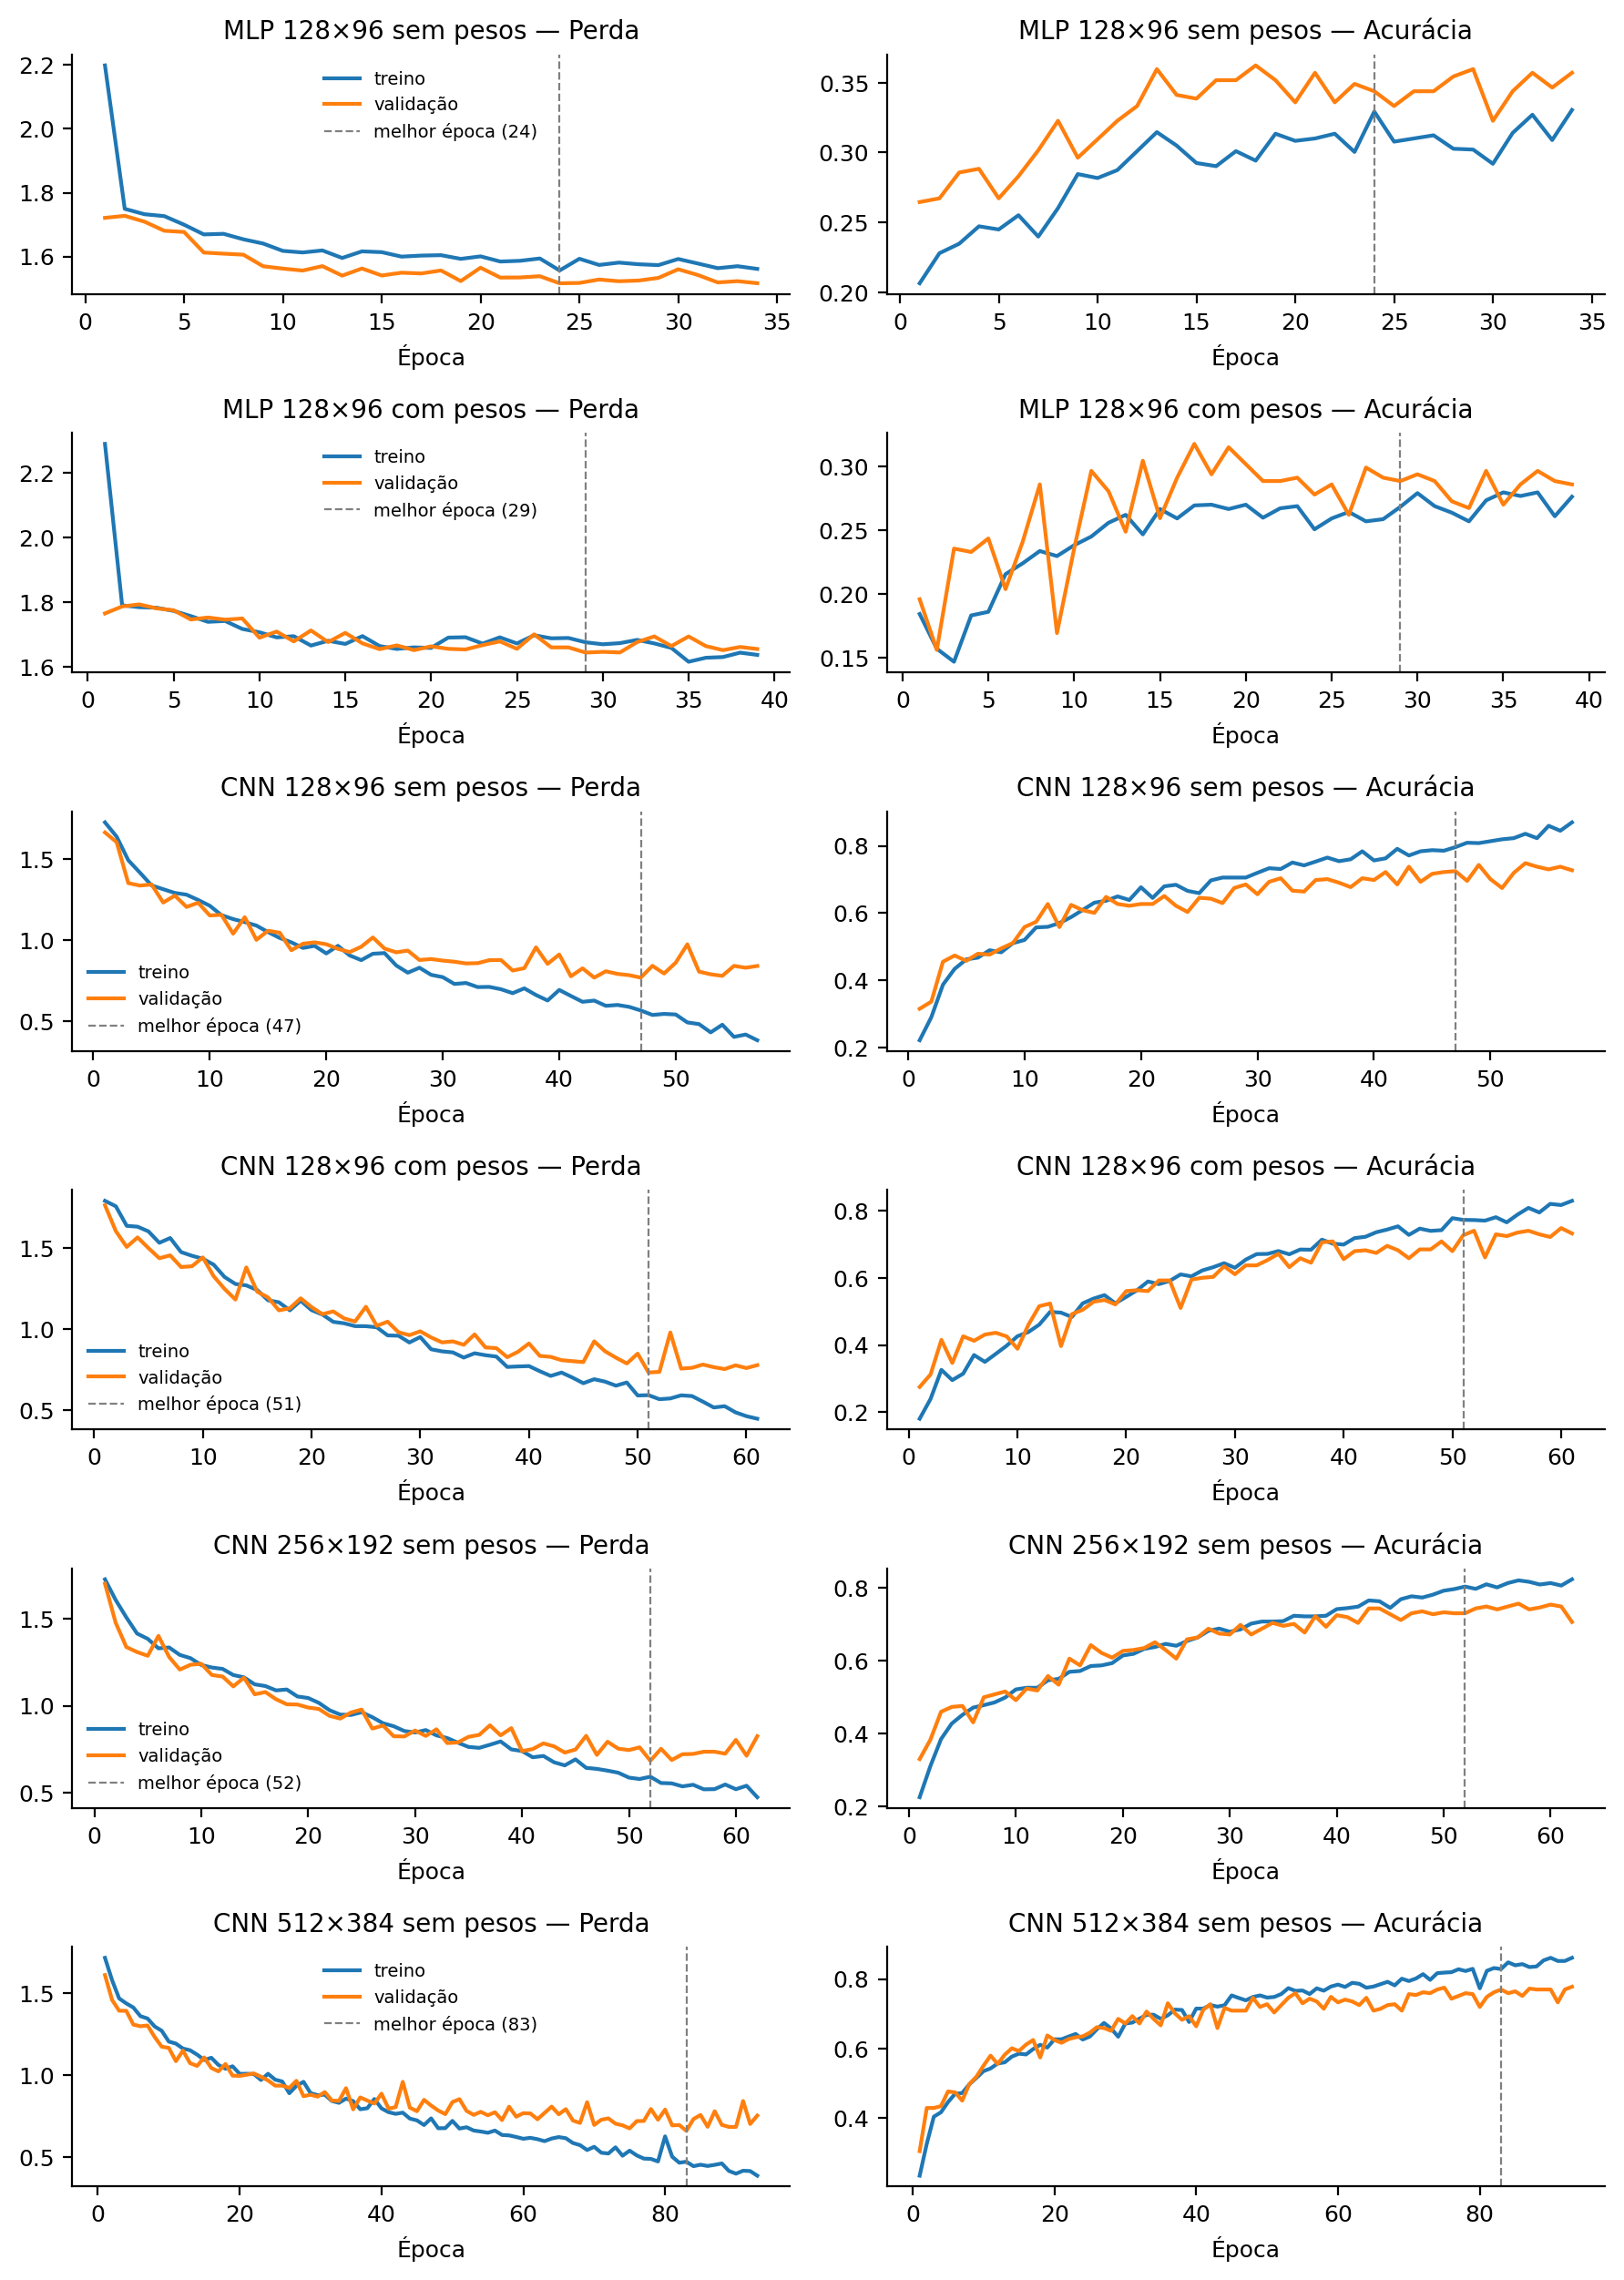 MLP 128×96 sem pesos — Perda
2.2
2.0
1.8
1.6
treino
validação
melhor época (24)
0 5 10 15 20 25 30 35
Época
MLP 128×96 sem pesos — Acurácia
0.35
0.30
0.25
0.20
0 5 10 15 20 25 30 35
Época
MLP 128×96 com pesos — Perda
2.2
2.0
1.8
1.6
treino
validação
melhor época (29)
0 5 10 15 20 25 30 35 40
Época
MLP 128×96 com pesos — Acurácia
0.30
0.25
0.20
0.15
0 5 10 15 20 25 30 35 40
Época
CNN 128×96 sem pesos — Perda
1.5
1.0
0.5
treino
validação
melhor época (47)
0 10 20 30 40 50
Época
CNN 128×96 sem pesos — Acurácia
0.8
0.6
0.4
0.2
0 10 20 30 40 50
Época
CNN 128×96 com pesos — Perda
1.5
1.0
0.5
treino
validação
melhor época (51)
0 10 20 30 40 50 60
Época
CNN 128×96 com pesos — Acurácia
0.8
0.6
0.4
0.2
0 10 20 30 40 50 60
Época
CNN 256×192 sem pesos — Perda
1.5
1.0
0.5
treino
validação
melhor época (52)
0 10 20 30 40 50 60
Época
CNN 256×192 sem pesos — Acurácia
0.8
0.6
0.4
0.2
0 10 20 30 40 50 60
Época
CNN 512×384 sem pesos — Perda
1.5
1.0
0.5
treino
validação
melhor época (83)
0 20 40 60 80
Época
CNN 512×384 sem pesos — Acurácia
0.8
0.6
0.4
0 20 40 60 80
Época